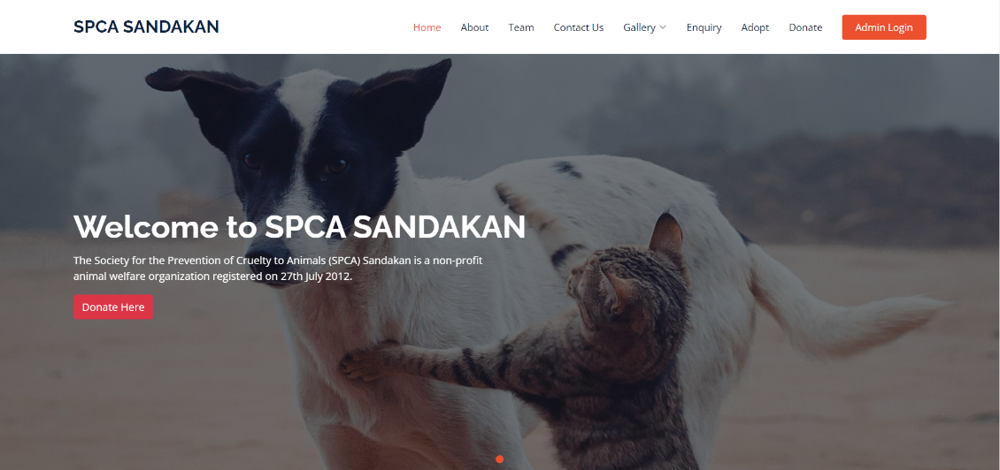 SPCA SANDAKAN
Home About Team Contact Us Gallery Enquiry Adopt Donate Admin Login
Welcome to SPCA SANDAKAN
The Society for the Prevention of Cruelty to Animals (SPCA) Sandakan is a non-profit
animal welfare organization registered on 27th July 2012.
Donate Here